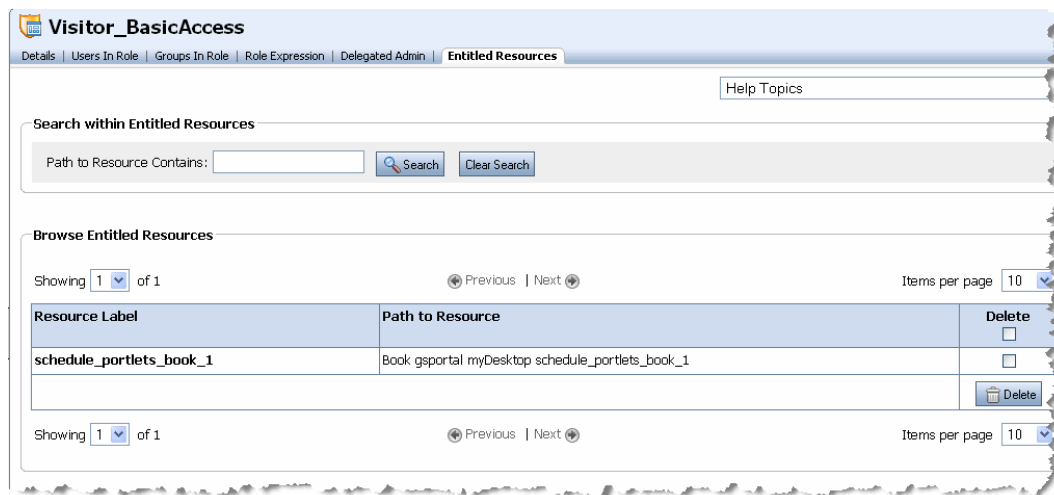 Visitor_BasicAccess
Details | Users In Role | Groups In Role | Role Expression | Delegated Admin | Entitled Resources
Help Topics
Search within Entitled Resources
Path to Resource Contains: Search Clear Search
Browse Entitled Resources
Showing 1 of 1 Previous | Next Items per page 10
Resource Label Path to Resource Delete
schedule_portlets_book_1 Book gsportal myDesktop schedule_portlets_book_1
Delete
Showing 1 of 1 Previous | Next Items per page 10